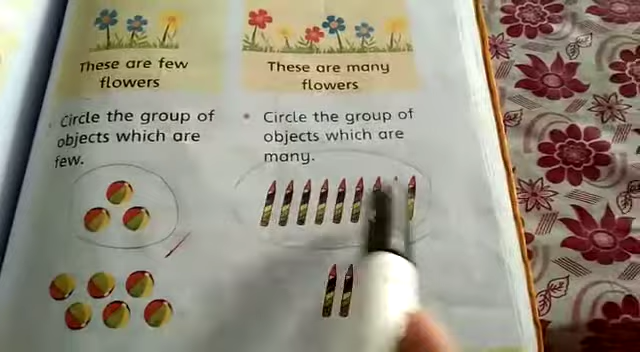 These are few
flowers
These are many
flowers
Circle the group of
objects which are
few.
Circle the group of
objects which are
many.